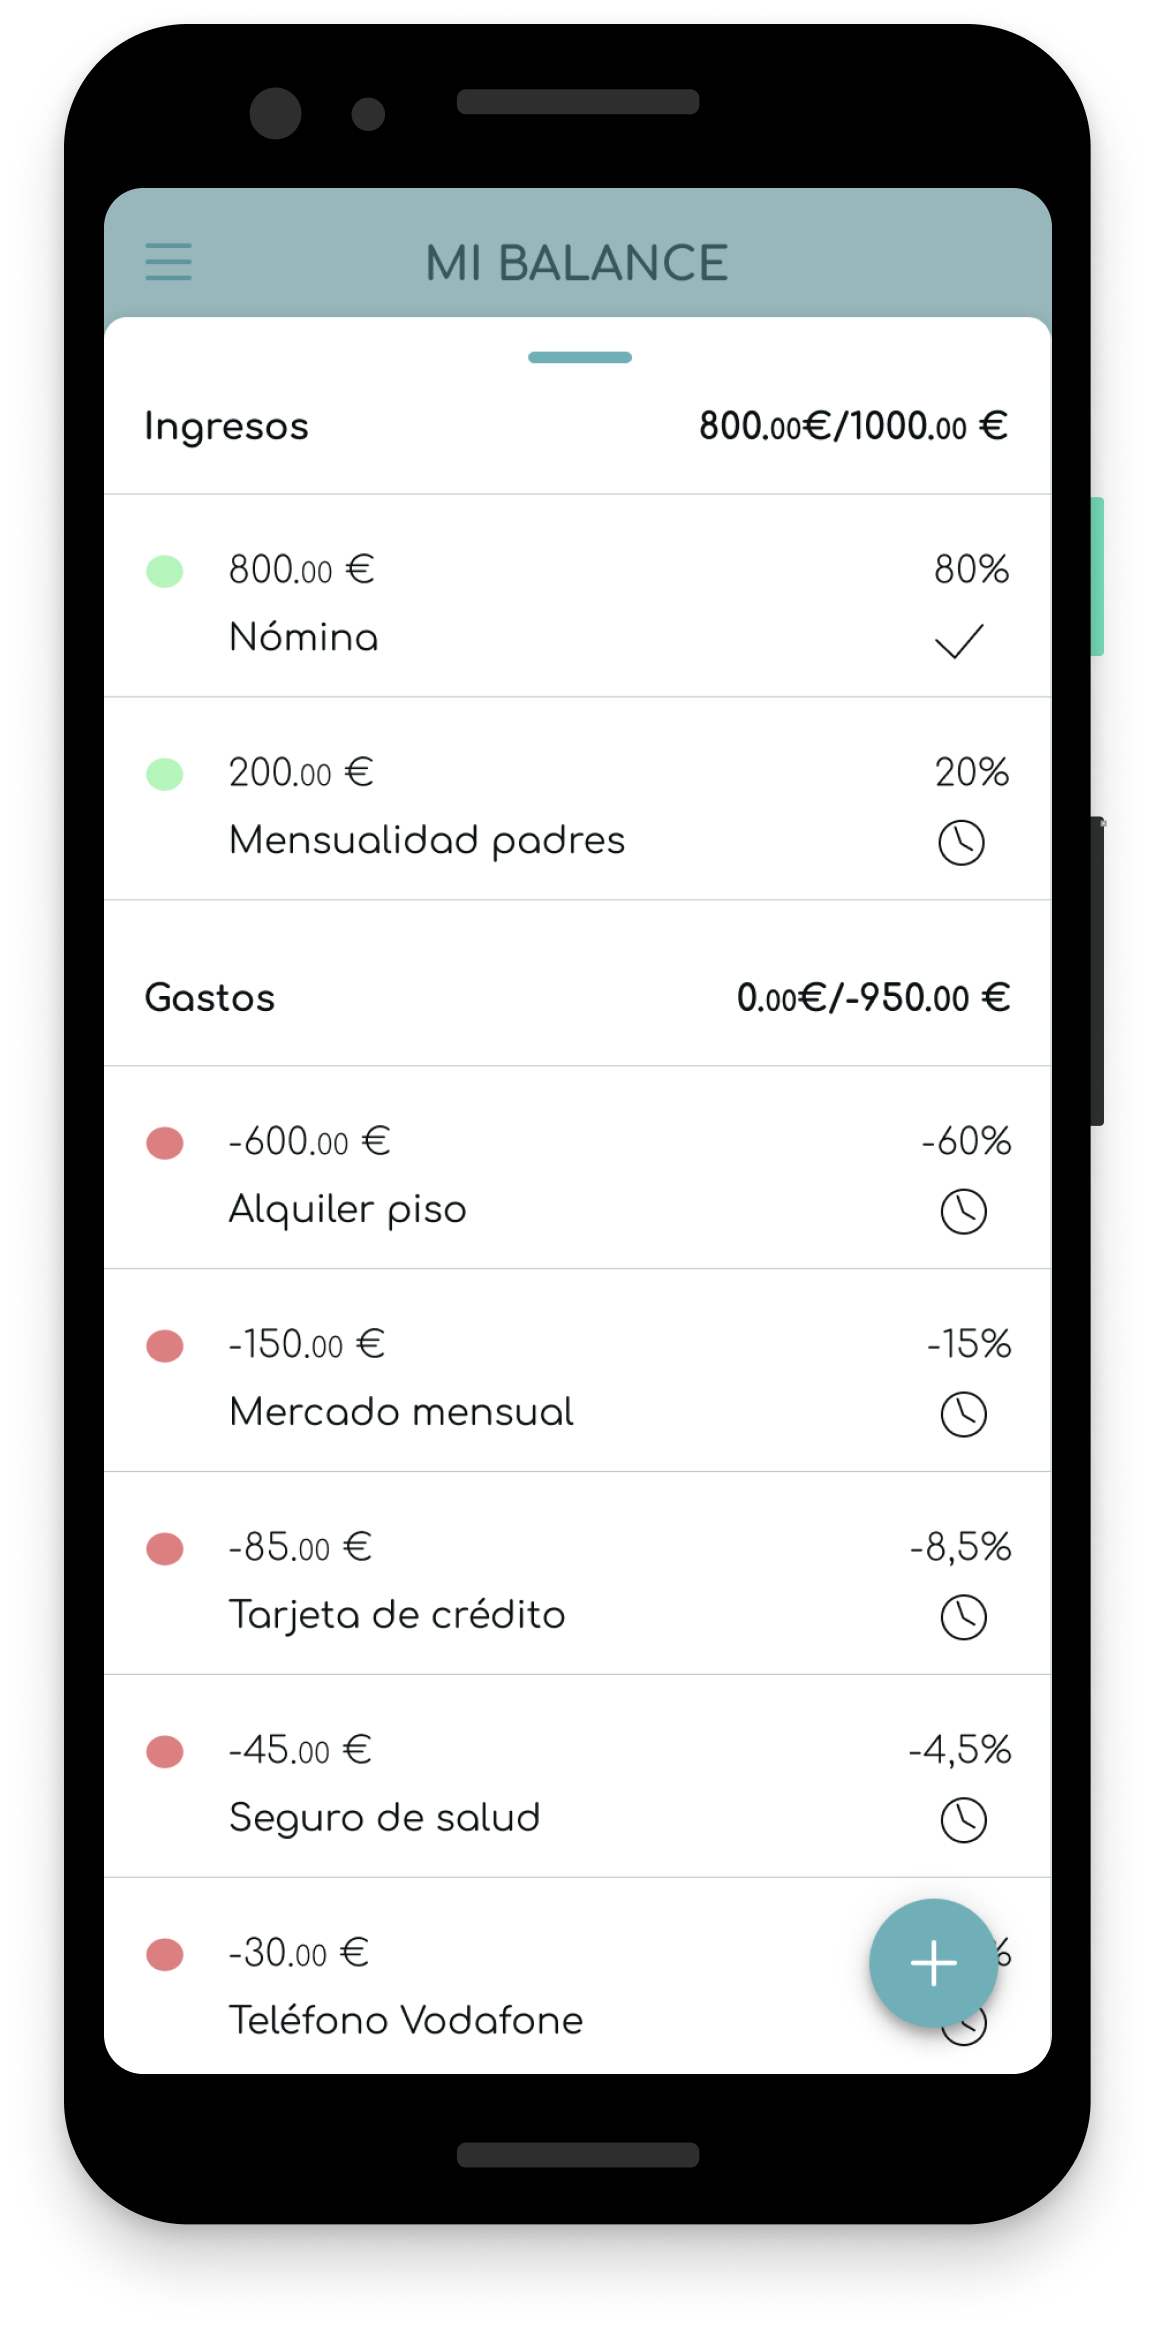 MI BALANCE
Ingresos 800.00€/1000.00 €
800.00 € 80%
Nómina
200.00 € 20%
Mensualidad padres
Gastos 0.00€/-950.00 €
-600.00 € -60%
Alquiler piso
-150.00 € -15%
Mercado mensual
-85.00 € -8,5%
Tarjeta de crédito
-45.00 € -4,5%
Seguro de salud
-30.00 €
Teléfono Vodafone